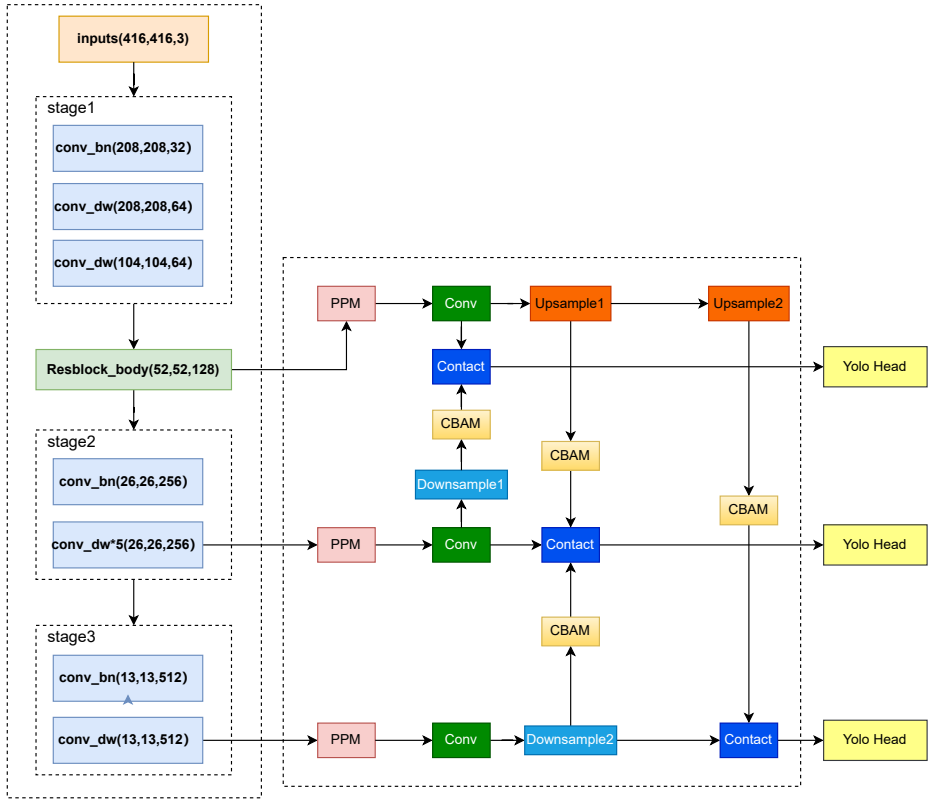 inputs(416,416,3)
stage1
conv_bn(208,208,32)
conv_dw(208,208,64)
conv_dw(104,104,64)
Resblock_body(52,52,128)
stage2
conv_bn(26,26,256)
conv_dw*5(26,26,256)
stage3
conv_bn(13,13,512)
conv_dw(13,13,512)
PPM
Conv
Upsample1
Upsample2
Contact
Yolo Head
CBAM
CBAM
Downsample1
CBAM
PPM
Conv
Contact
Yolo Head
CBAM
PPM
Conv
Downsample2
Contact
Yolo Head